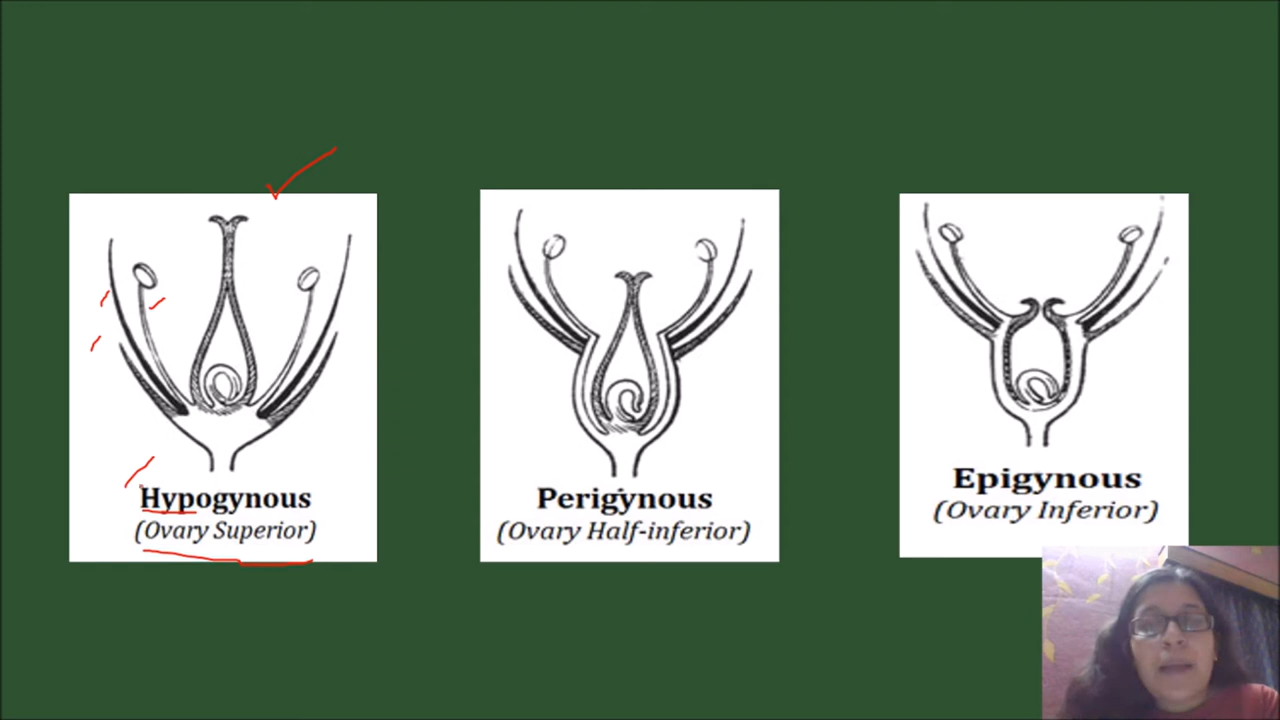 Hypogynous
(Ovary Superior)
Perigynous
(Ovary Half-inferior)
Epigynous
(Ovary Inferior)